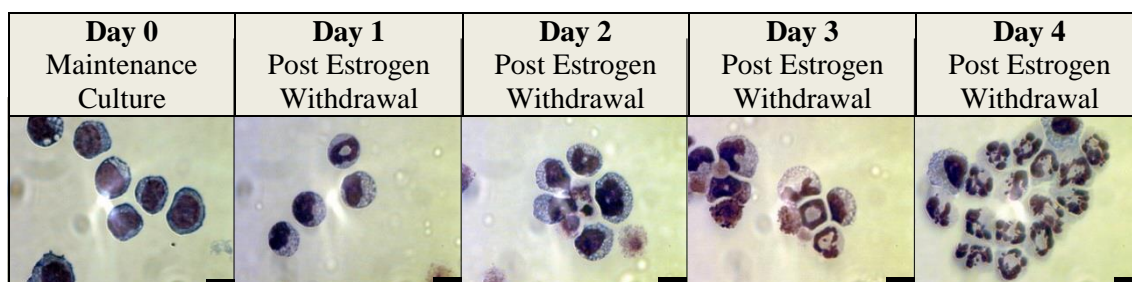 Day 0
Maintenance
Culture
Day 1
Post Estrogen
Withdrawal
Day 2
Post Estrogen
Withdrawal
Day 3
Post Estrogen
Withdrawal
Day 4
Post Estrogen
Withdrawal